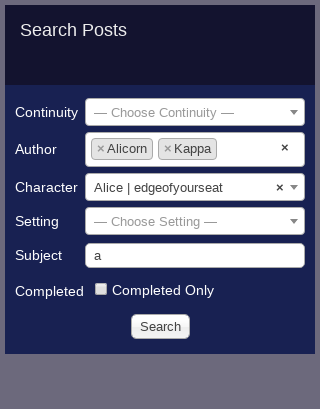 Search Posts
Continuity — Choose Continuity —
Author × Alicorn × Kappa ×
Character Alice | edgeofyourseat ×
Setting — Choose Setting —
Subject a
Completed Completed Only
Search